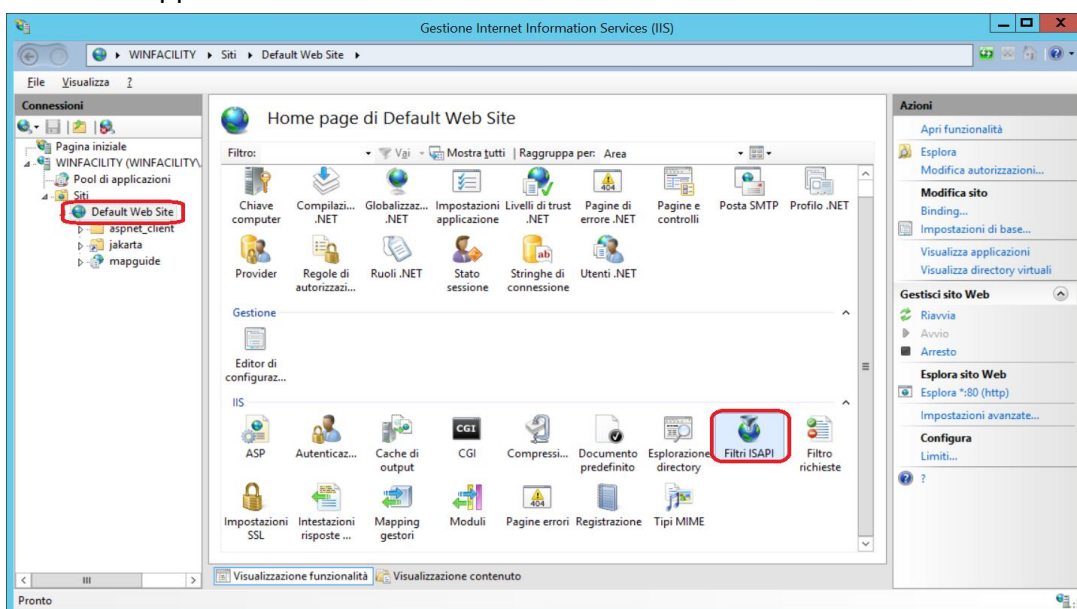 Gestione Internet Information Services (IIS)
WINFACILITY ▸ Siti ▸ Default Web Site ▸
File Visualizza ?
Connessioni
Pagina iniziale
WINFACILITY (WINFACILITY\
Pool di applicazioni
Siti
Default Web Site
aspnet_client
jakarta
mapguide
Home page di Default Web Site
Filtro: Vai Mostra tutti Raggruppa per: Area
Chiave computer
Compilazi... .NET
Globalizzaz... .NET
Impostazioni applicazione
Livelli di trust .NET
404
Pagine di errore .NET
Pagine e controlli
Posta SMTP
Profilo .NET
Provider
Regole di autorizzazi...
Ruoli .NET
Stato sessione
ab
Stringhe di connessione
Utenti .NET
Gestione
Editor di configuraz...
IIS
ASP
Autenticaz...
Cache di output
CGI
CGI
Compressi...
Documento predefinito
Esplorazione directory
Filtri ISAPI
Filtro richieste
Impostazioni SSL
Intestazioni risposte ...
Mapping gestori
Moduli
404
Pagine errori
Registrazione
Tipi MIME
Visualizzazione funzionalità Visualizzazione contenuto
Azioni
Apri funzionalità
Esplora
Modifica autorizzazioni...
Modifica sito
Binding...
Impostazioni di base...
Visualizza applicazioni
Visualizza directory virtuali
Gestisci sito Web
Riavvia
Avvio
Arresto
Esplora sito Web
Esplora *:80 (http)
Impostazioni avanzate...
Configura
Limiti...
?
Pronto